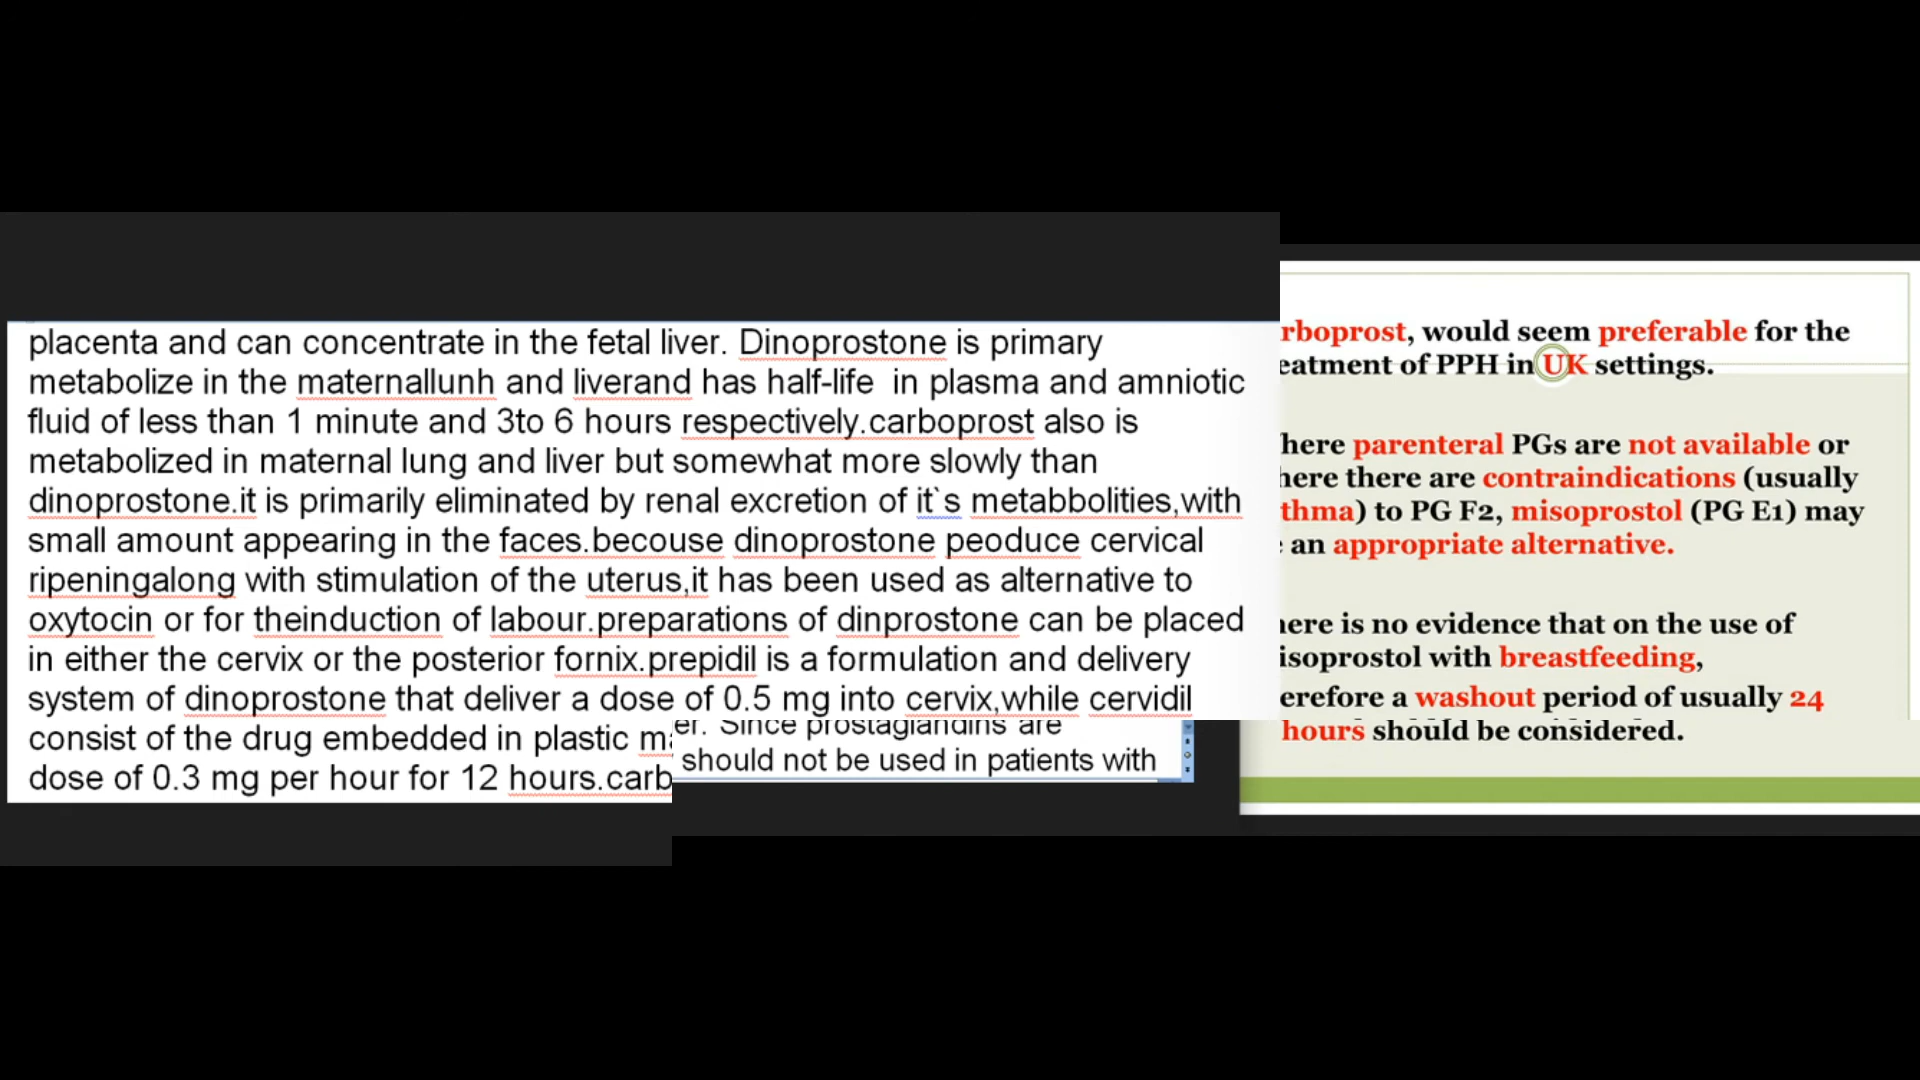 placenta and can concentrate in the fetal liver. Dinoprostone is primary
metabolize in the maternallunh and liverand has half-life in plasma and amniotic
fluid of less than 1 minute and 3to 6 hours respectively.carboprost also is
metabolized in maternal lung and liver but somewhat more slowly than
dinoprostone.it is primarily eliminated by renal excretion of it`s metabbolities,with
small amount appearing in the faces.becouse dinoprostone peoduce cervical
ripeningalong with stimulation of the uterus,it has been used as alternative to
oxytocin or for theinduction of labour.preparations of dinprostone can be placed
in either the cervix or the posterior fornix.prepidil is a formulation and delivery
system of dinoprostone that deliver a dose of 0.5 mg into cervix,while cervidil
consist of the drug embedded in plastic
dose of 0.3 mg per hour for 12 hours.carb
er. Since prostaglandins are
should not be used in patients with
rboprost, would seem preferable for the
eatment of PPH in UK settings.
here parenteral PGs are not available or
here there are contraindications (usually
thma) to PG F2, misoprostol (PG E1) may
an appropriate alternative.
here is no evidence that on the use of
isoprostol with breastfeeding,
erefore a washout period of usually 24
hours should be considered.